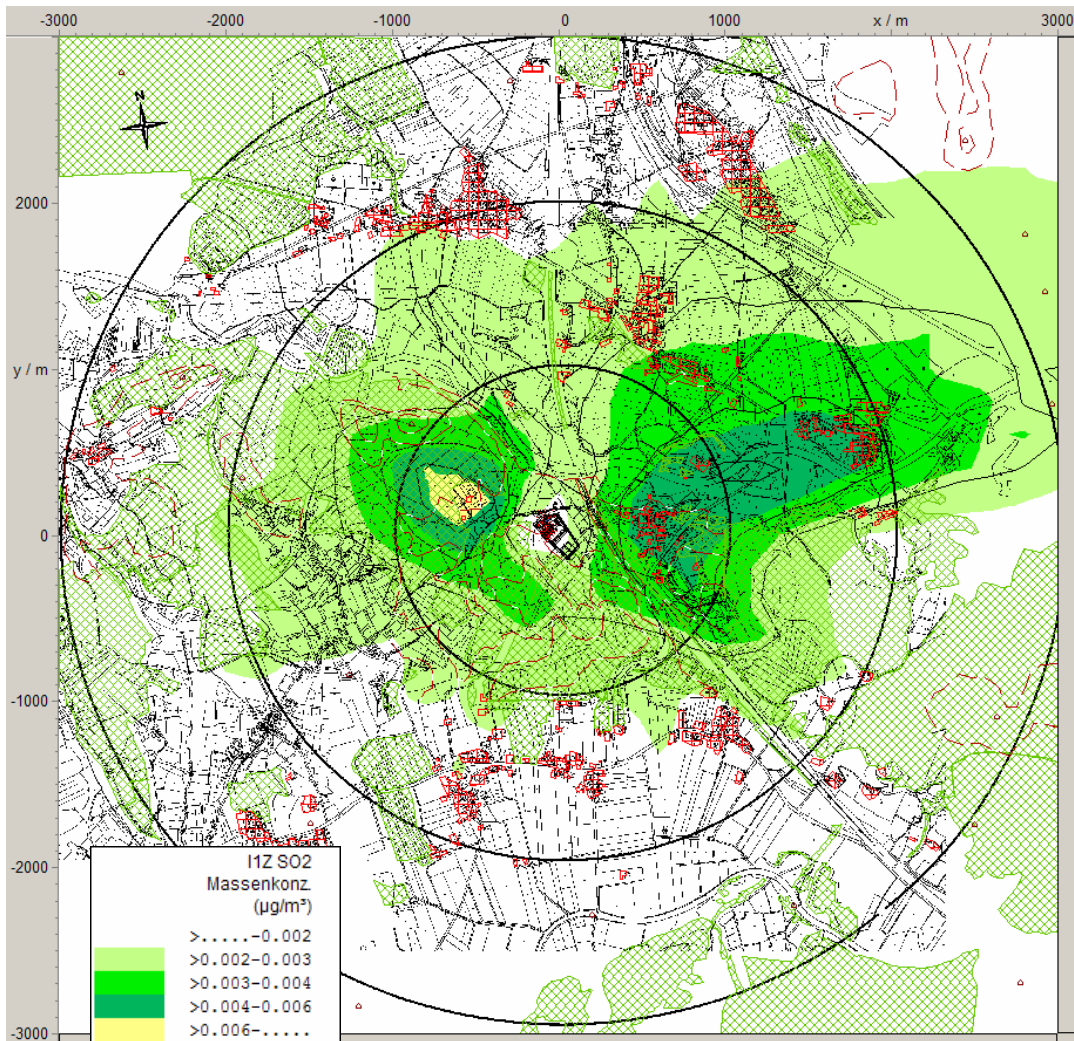 -3000 -2000 -1000 0 1000 x / m 3000
N
2000
y / m
0
-1000
-2000
-3000
I1Z SO2
Massenkonz.
(µg/m³)
>.....-0.002
>0.002-0.003
>0.003-0.004
>0.004-0.006
>0.006-.....